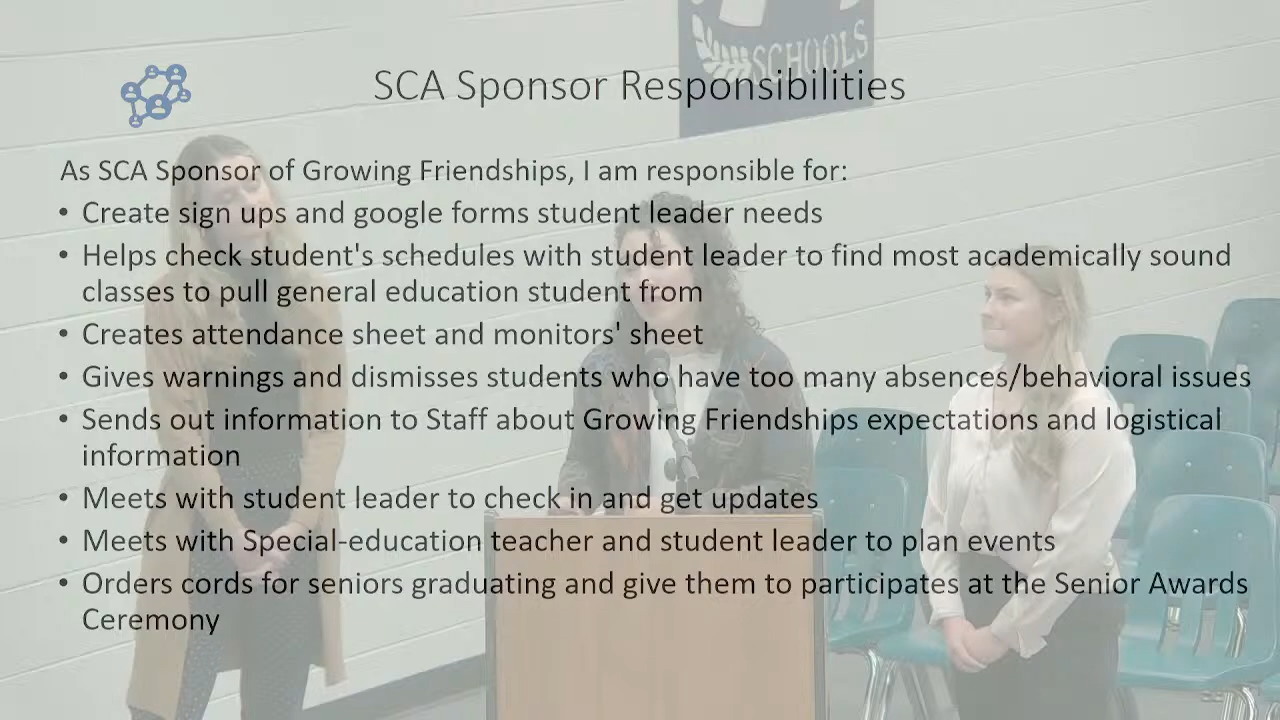 SCHOOLS
SCA Sponsor Responsibilities
As SCA Sponsor of Growing Friendships, I am responsible for:
• Create sign ups and google forms student leader needs
• Helps check student's schedules with student leader to find most academically sound
classes to pull general education student from
• Creates attendance sheet and monitors' sheet
• Gives warnings and dismisses students who have too many absences/behavioral issues
• Sends out information to Staff about Growing Friendships expectations and logistical
information
• Meets with student leader to check in and get updates
• Meets with Special-education teacher and student leader to plan events
• Orders cords for seniors graduating and give them to participates at the Senior Awards
Ceremony